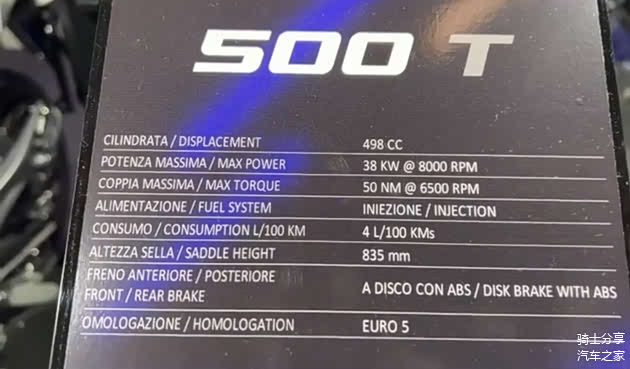 500 T
CILINDRATA / DISPLACEMENT 498 CC
POTENZA MASSIMA / MAX POWER 38 KW @ 8000 RPM
COPPIA MASSIMA / MAX TORQUE 50 NM @ 6500 RPM
ALIMENTAZIONE / FUEL SYSTEM INIEZIONE / INJECTION
CONSUMO / CONSUMPTION L/100 KM 4 L/100 KMs
ALTEZZA SELLA / SADDLE HEIGHT 835 mm
FRENO ANTERIORE / POSTERIORE
FRONT / REAR BRAKE A DISCO CON ABS / DISK BRAKE WITH ABS
OMOLOGAZIONE / HOMOLOGATION EURO 5
骑士分享
汽车之家